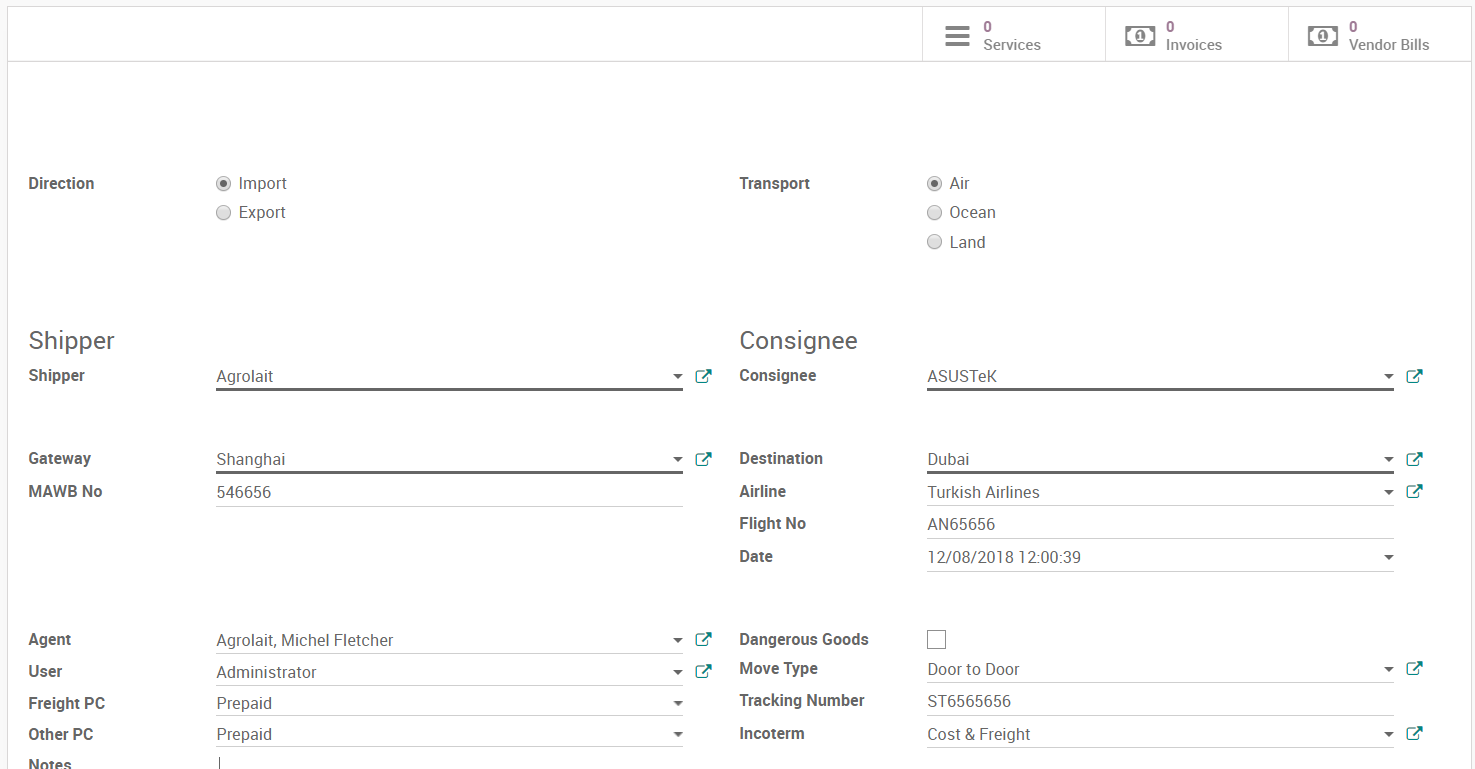 0
Services
0
Invoices
0
Vendor Bills
Direction
Import
Export
Transport
Air
Ocean
Land
Shipper
Shipper Agrolait
Gateway Shanghai
MAWB No 546656
Consignee
Consignee ASUSTeK
Destination Dubai
Airline Turkish Airlines
Flight No AN65656
Date 12/08/2018 12:00:39
Agent Agrolait, Michel Fletcher
User Administrator
Freight PC Prepaid
Other PC Prepaid
Notes
Dangerous Goods
Move Type Door to Door
Tracking Number ST6565656
Incoterm Cost & Freight